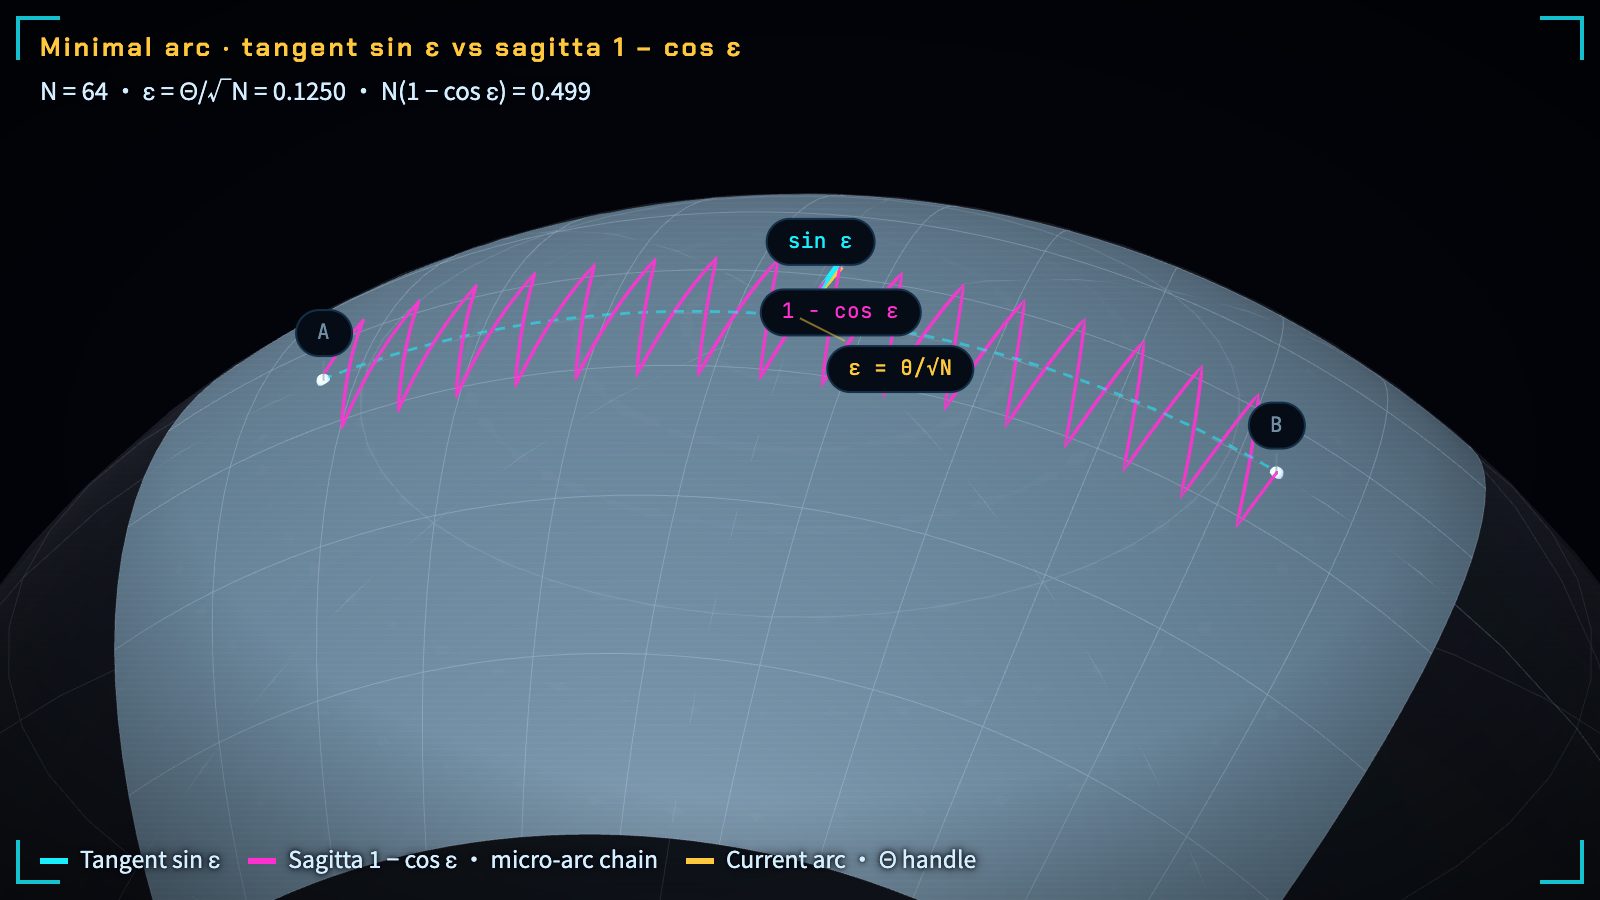 Minimal arc · tangent sin ε vs sagitta 1 – cos ε
N = 64 • ε = Θ/√N = 0.1250 • N(1 − cos ε) = 0.499
sin ε
1 - cos ε
A
ε = θ/√N
B
Tangent sin ε Sagitta 1 − cos ε • micro-arc chain Current arc • Θ handle